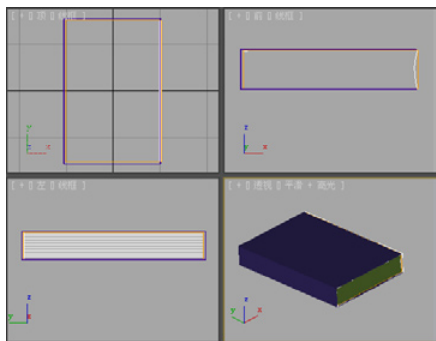 [ + ][ 顶 ][ 线框 ]
[ + ][ 前 ][ 线框 ]
y
z x
z
x
[ + ][ 左 ][ 线框 ]
[ + ][ 透视 ][ 平滑 + 高光 ]
z
y x
z
y x